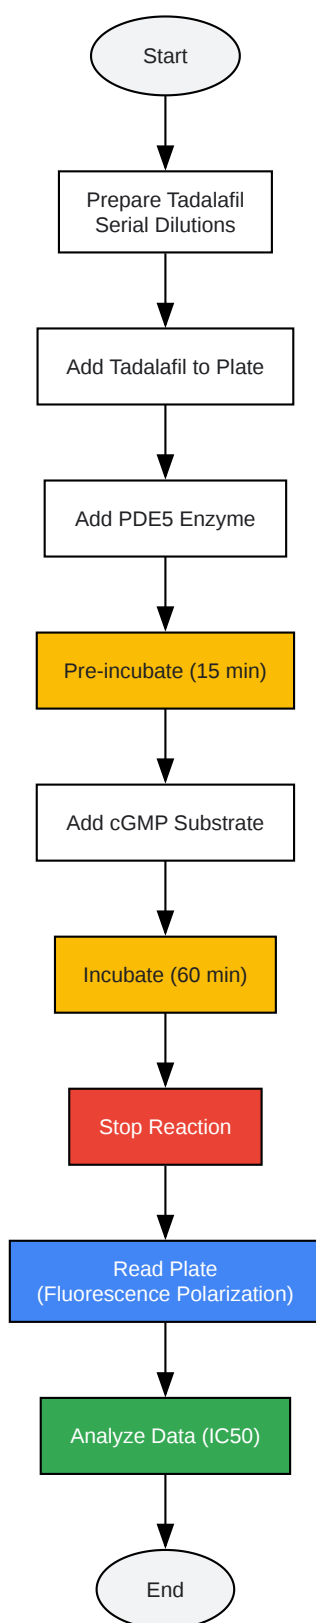 Start
Prepare Tadalafil
Serial Dilutions
Add Tadalafil to Plate
Add PDE5 Enzyme
Pre-incubate (15 min)
Add cGMP Substrate
Incubate (60 min)
Stop Reaction
Read Plate
(Fluorescence Polarization)
Analyze Data (IC50)
End